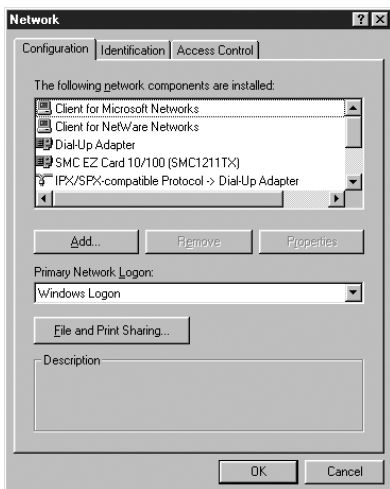 Network
Configuration Identification Access Control
The following network components are installed:
Client for Microsoft Networks
Client for NetWare Networks
Dial-Up Adapter
SMC EZ Card 10/100 (SMC1211TX)
IPX/SPX-compatible Protocol -> Dial-Up Adapter
Add... Remove Properties
Primary Network Logon:
Windows Logon
File and Print Sharing...
Description
OK Cancel